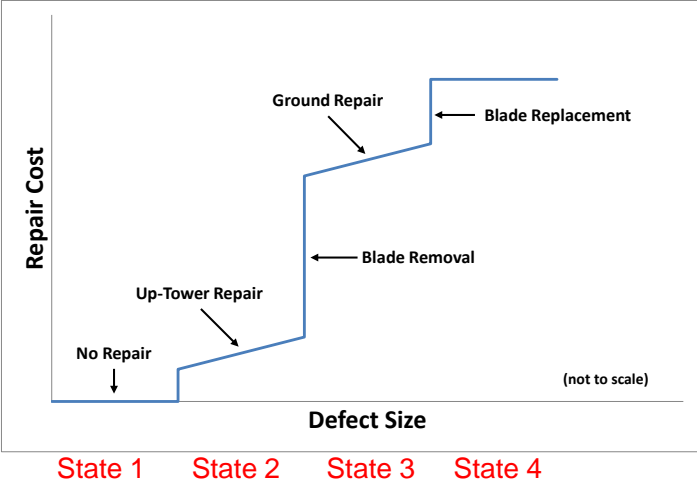 Ground Repair
Blade Replacement
Repair Cost
Blade Removal
Up-Tower Repair
No Repair
(not to scale)
Defect Size
State 1 State 2 State 3 State 4